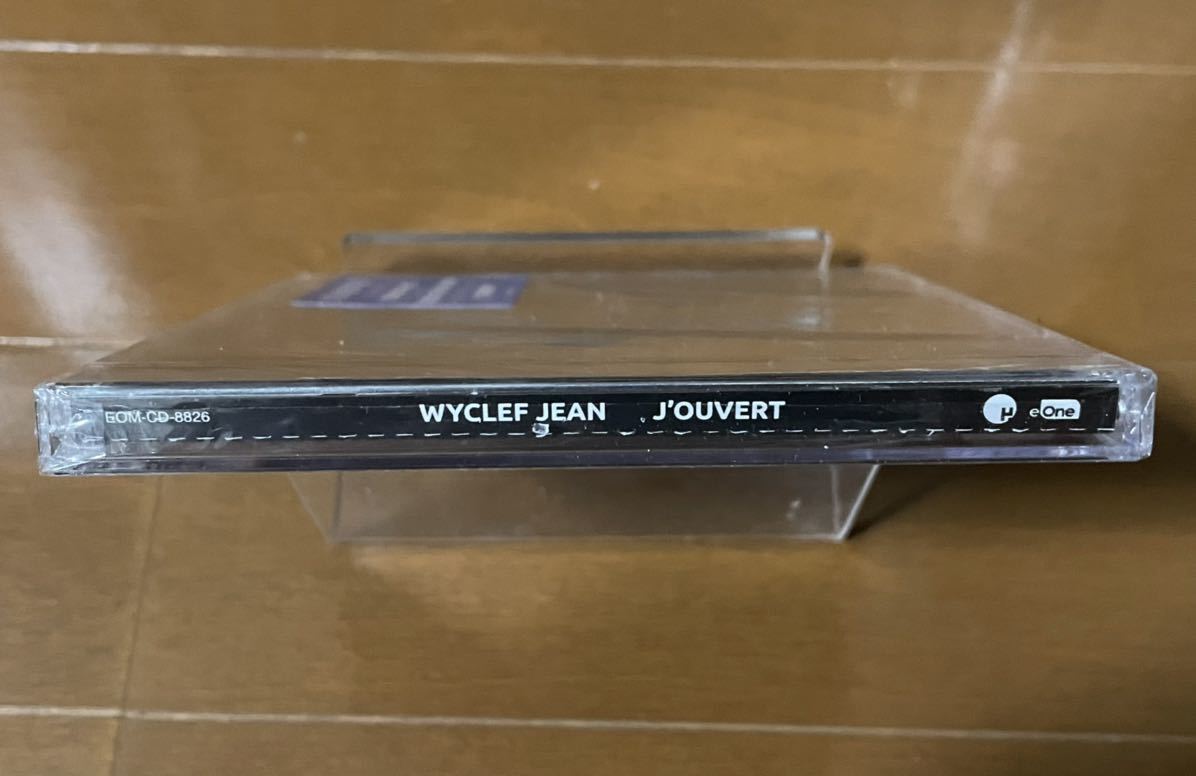 EOM-CD-8826 WYCLEF JEAN J'OUVERT μ eOne